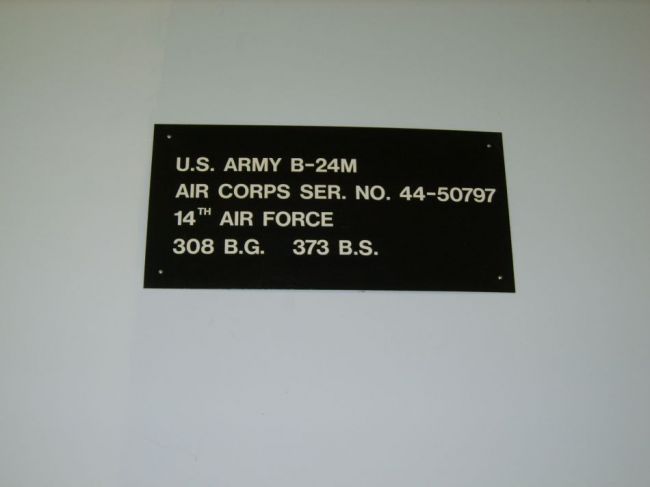 U.S. ARMY B-24M
AIR CORPS SER. NO. 44-50797
14TH AIR FORCE
308 B.G. 373 B.S.